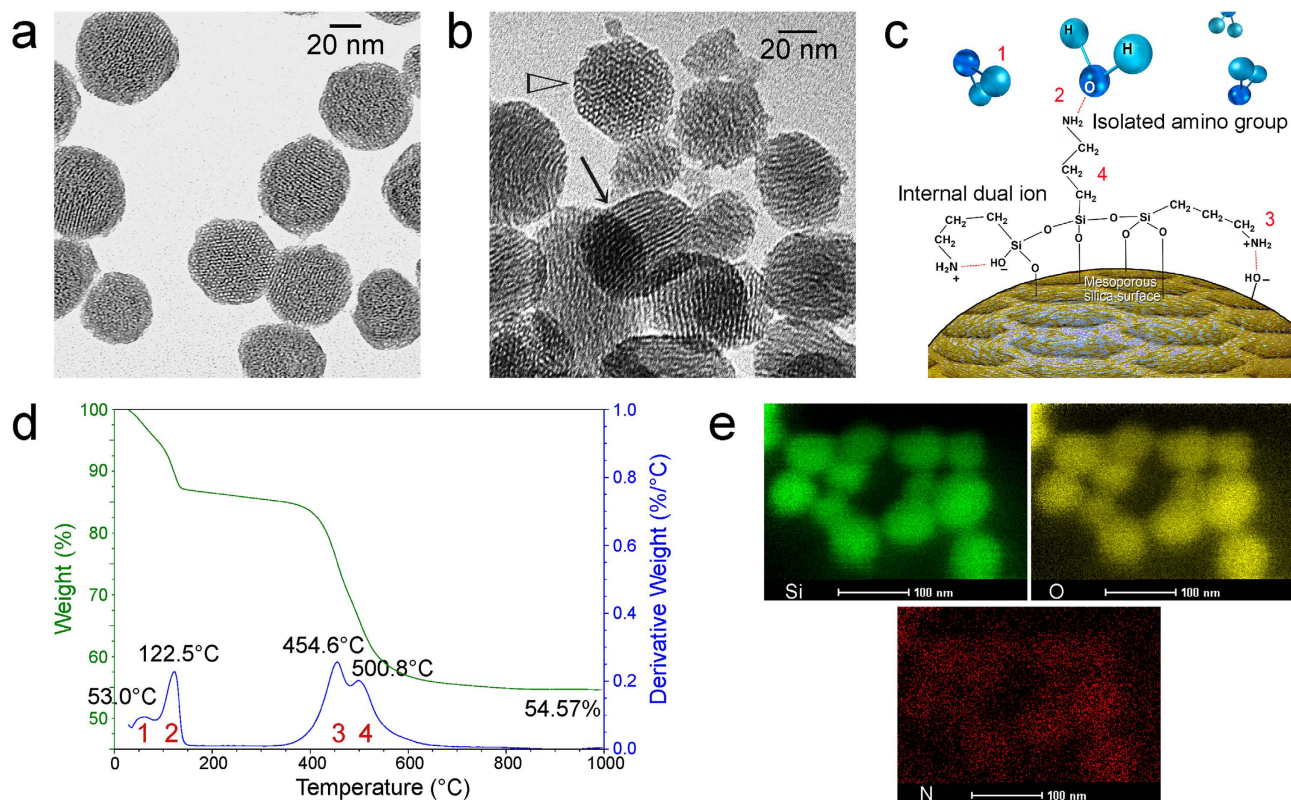 a
20 nm
b
20 nm
c
1
H
H
O
2
NH₂
Isolated amino group
CH₂
CH₂
4
CH₂
Internal dual ion
CH₂
CH₂
CH₂
H₂N
+
HO
–
Si
O
O
Si
O
O
Si
O
O
CH₂
CH₂
CH₂
3
+NH₂
HO–
Mesoporous
silica-surface
d
100
90
80
70
60
50
Weight (%)
53.0°C
122.5°C
454.6°C
500.8°C
54.57%
1 2 3 4
0 200 400 600 800 1000
Temperature (°C)
1.0
0.8
0.6
0.4
0.2
0.0
Derivative Weight (%/°C)
e
Si
100 nm
O
100 nm
N
100 nm